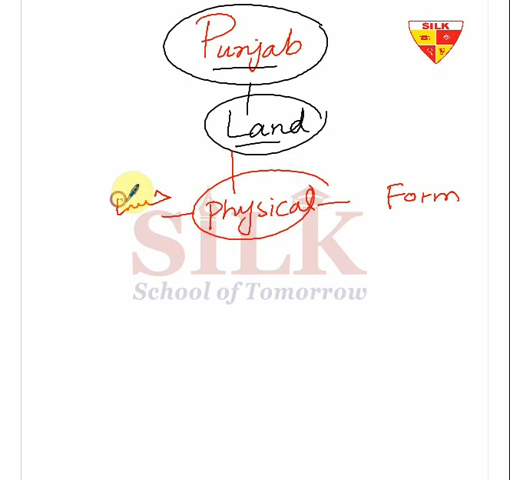 SILK
Punjab
Land
Physical
Form
SILK
School of Tomorrow